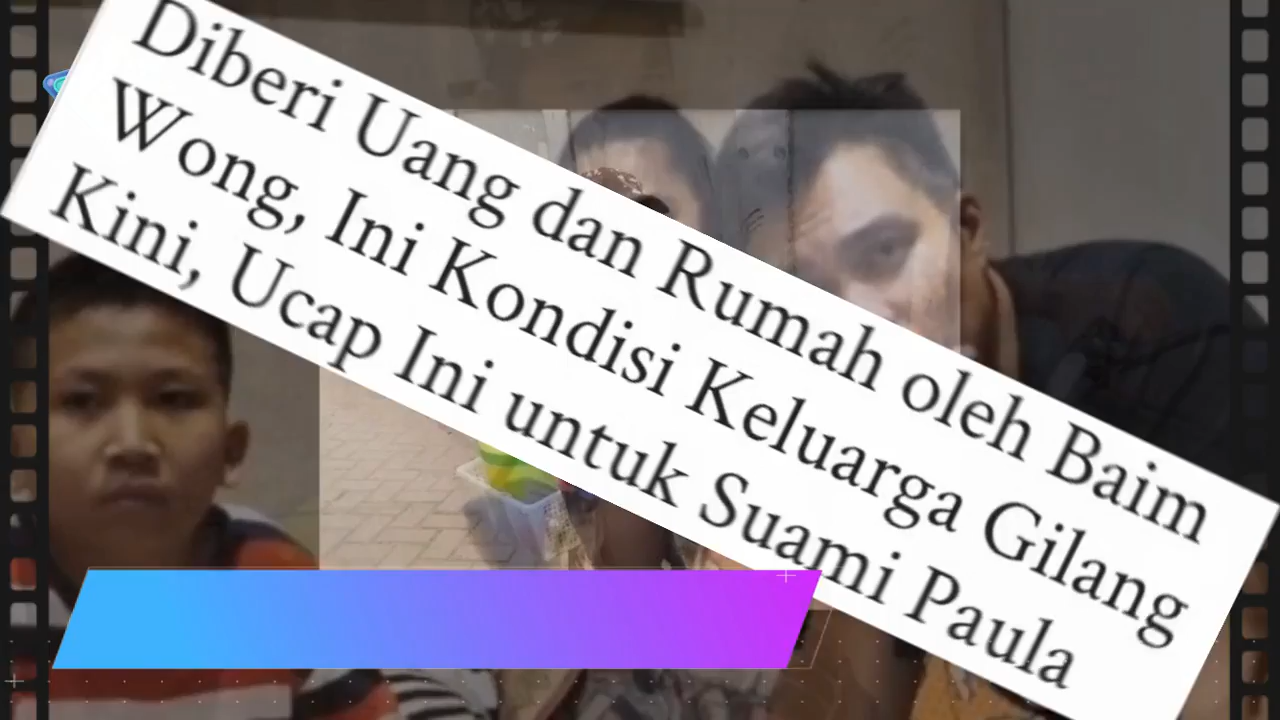 Diberi Uang dan Rumah oleh Baim
Wong, Ini Kondisi Keluarga Gilang
Kini, Ucap Ini untuk Suami Paula